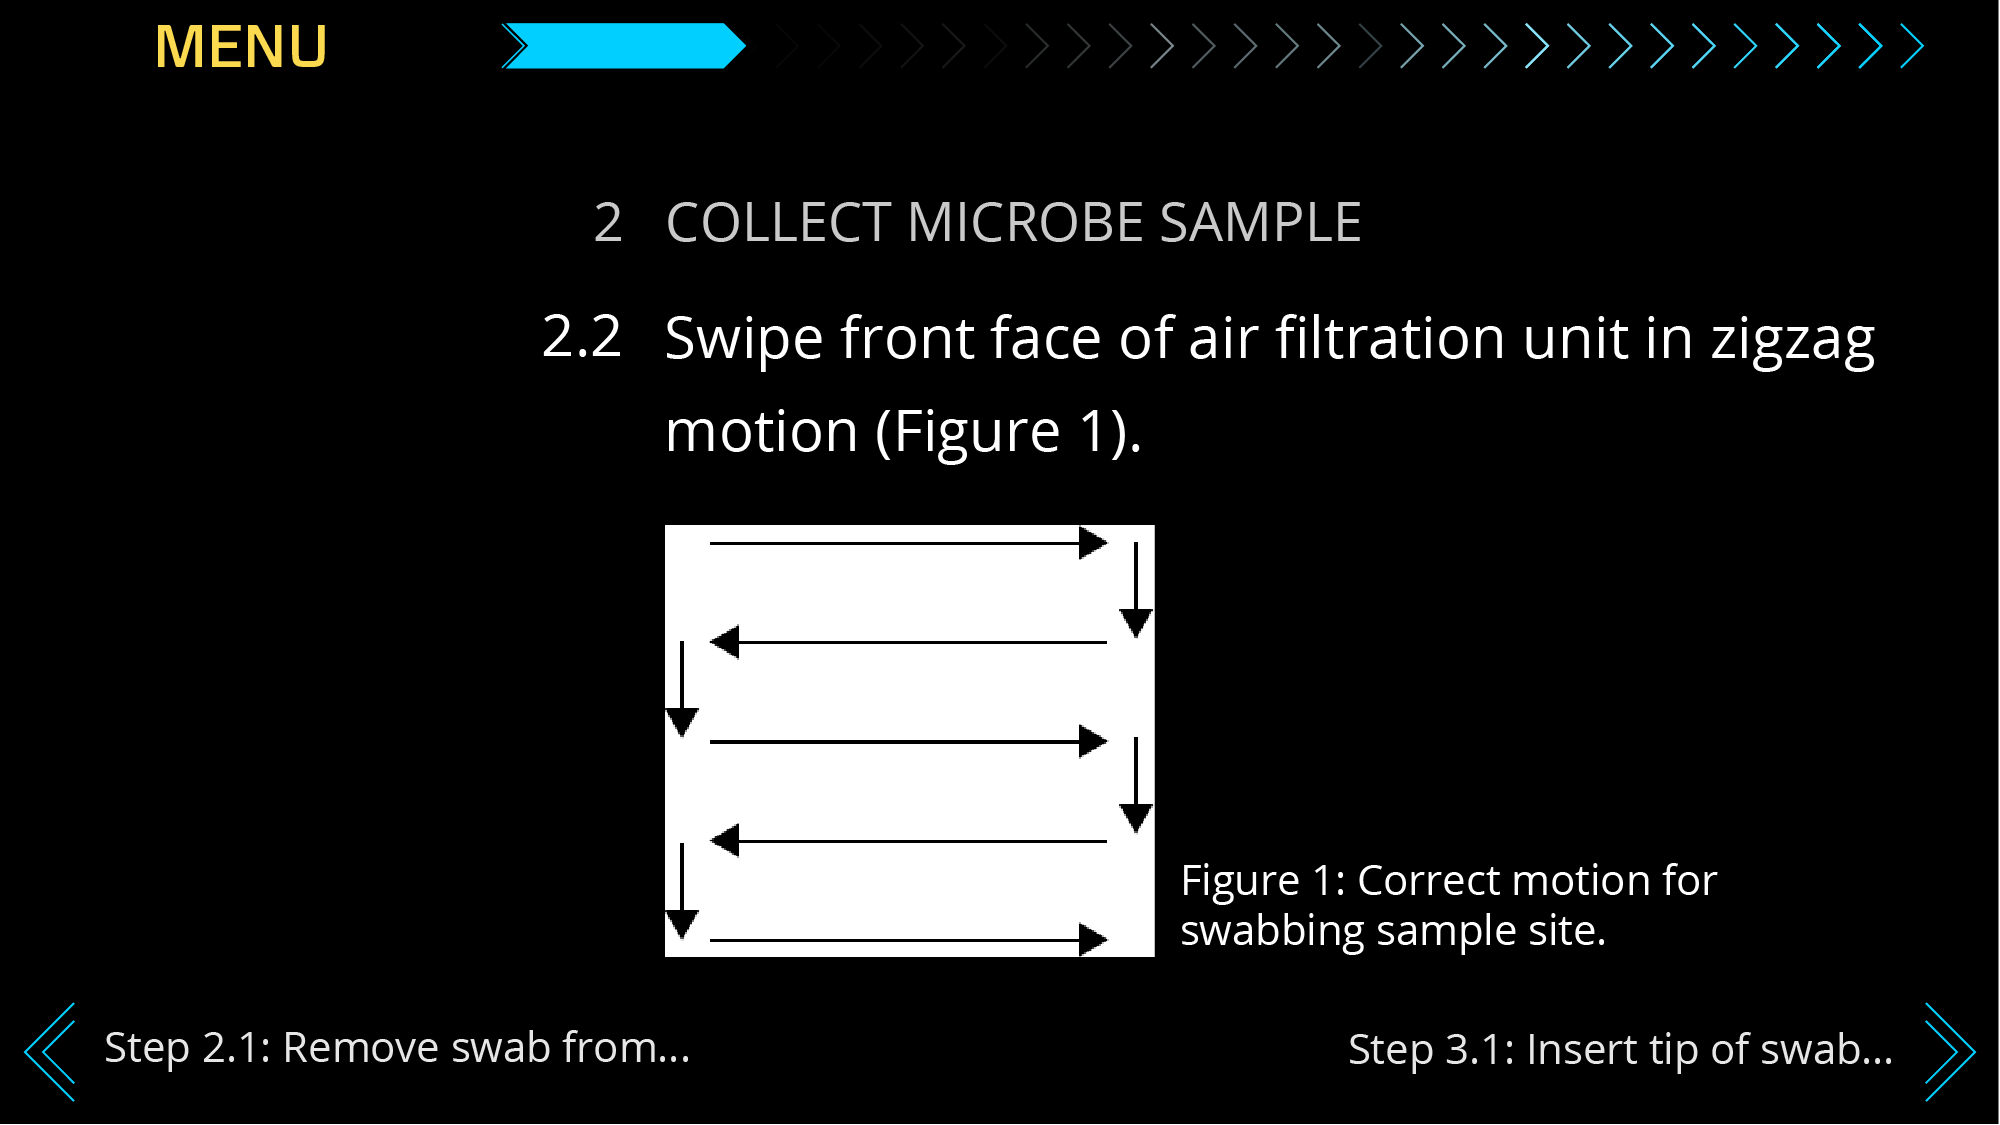 MENU
2 COLLECT MICROBE SAMPLE
2.2 Swipe front face of air filtration unit in zigzag
motion (Figure 1).
Figure 1: Correct motion for
swabbing sample site.
Step 2.1: Remove swab from...
Step 3.1: Insert tip of swab...